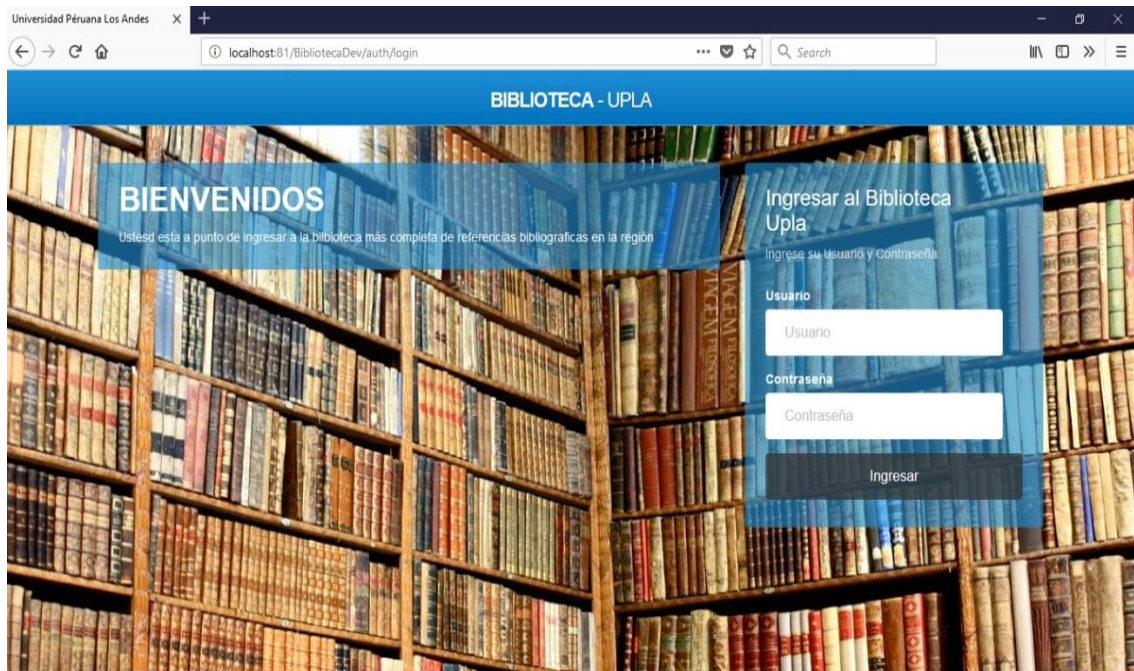 Universidad Péruana Los Andes
localhost:81/BibliotecaDev/auth/login
Search
BIBLIOTECA - UPLA
BIENVENIDOS
Ustesd esta a punto de ingresar a la bilbioteca más completa de referencias bibliograficas en la región
Ingresar al Biblioteca
Upla
Ingrese su Usuario y Contraseña:
Usuario
Usuario
Contraseña
Contraseña
Ingresar